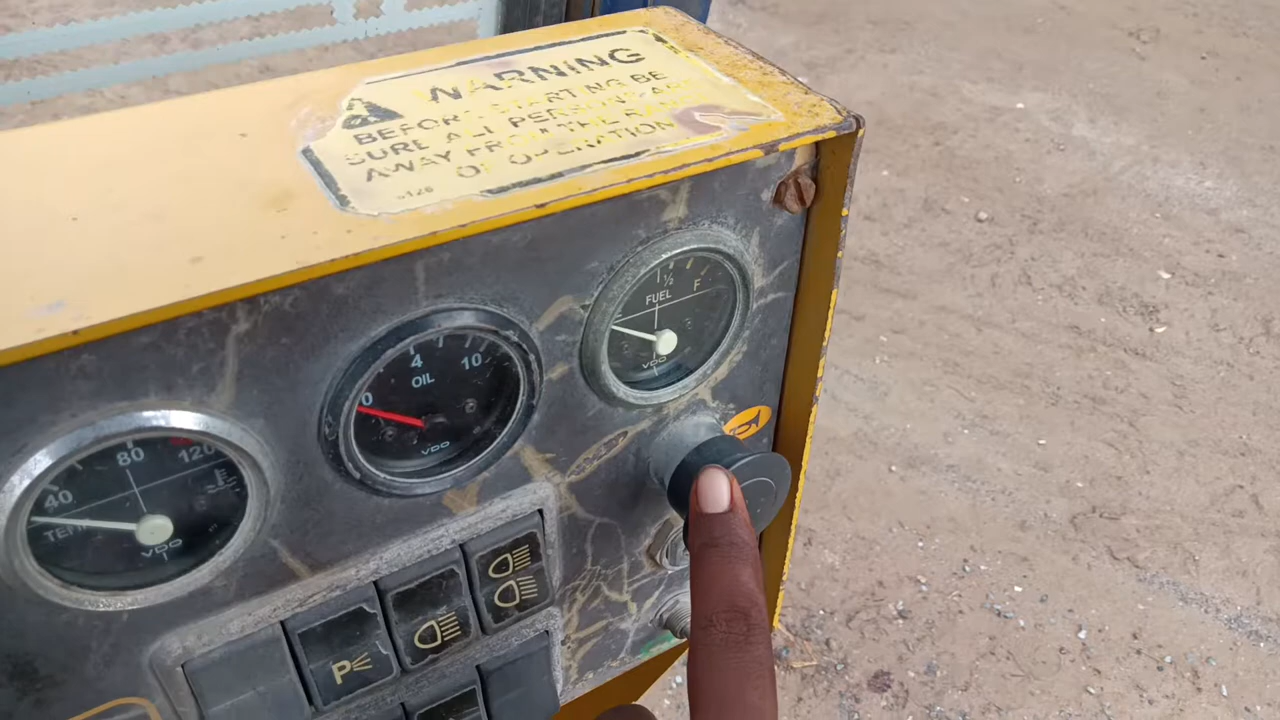 WARNING
BEFORE STARTING BE
SURE ALL PERSONS ARE
AWAY FROM THE RANGE
OF OPERATION
1/2
FUEL
F
VDO
4
10
0
OIL
VDO
80
120
40
TEMP
VDO
P